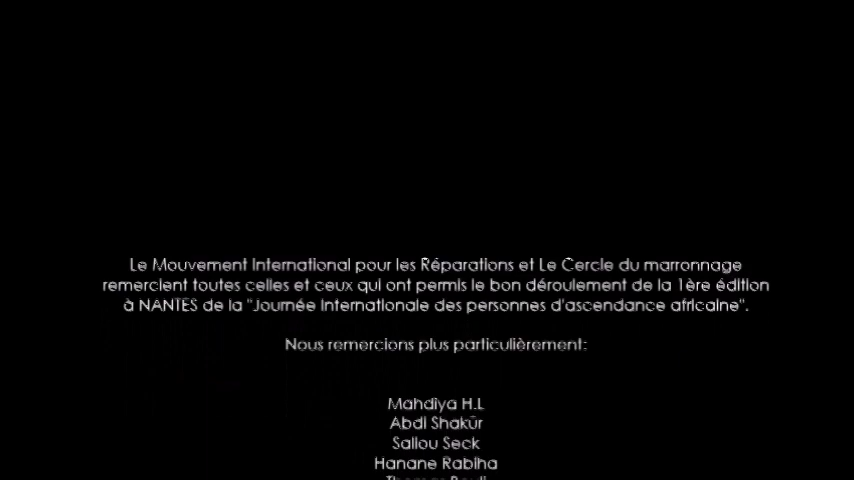 Le Mouvement International pour les Réparations et Le Cercle du marronnage
remercient toutes celles et ceux qui ont permis le bon déroulement de la 1ère édition
à NANTES de la "Journée Internationale des personnes d'ascendance africaine".
Nous remercions plus particulièrement:
Mahdiya H.L
Abdi Shakûr
Saliou Seck
Hanane Rabiha